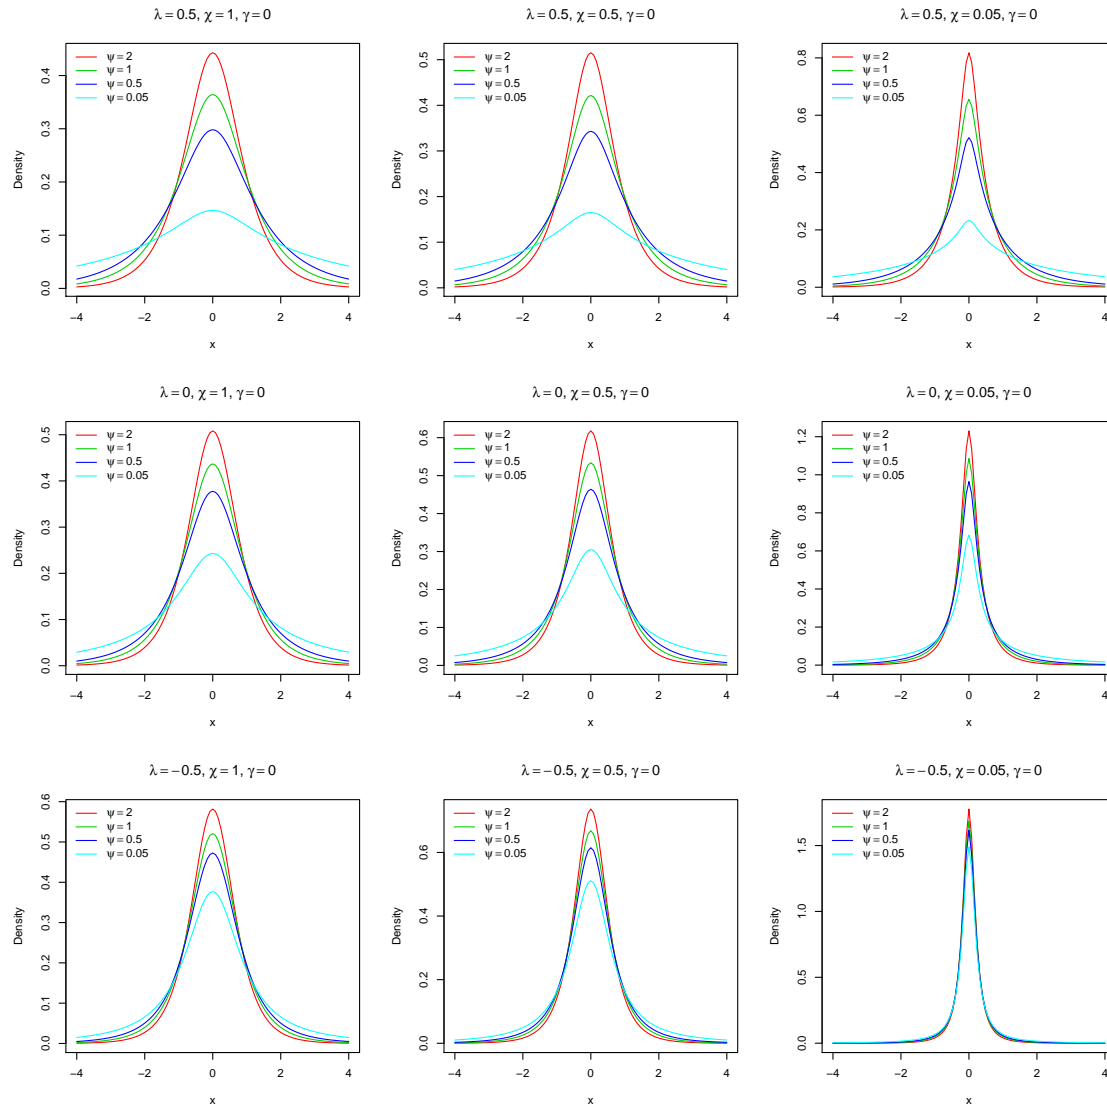 λ = 0.5, χ = 1, γ = 0
Density
0.0 0.1 0.2 0.3 0.4
ψ = 2
ψ = 1
ψ = 0.5
ψ = 0.05
−4 −2 0 2 4
x
λ = 0.5, χ = 0.5, γ = 0
Density
0.0 0.1 0.2 0.3 0.4 0.5
ψ = 2
ψ = 1
ψ = 0.5
ψ = 0.05
−4 −2 0 2 4
x
λ = 0.5, χ = 0.05, γ = 0
Density
0.0 0.2 0.4 0.6 0.8
ψ = 2
ψ = 1
ψ = 0.5
ψ = 0.05
−4 −2 0 2 4
x
λ = 0, χ = 1, γ = 0
Density
0.0 0.1 0.2 0.3 0.4 0.5
ψ = 2
ψ = 1
ψ = 0.5
ψ = 0.05
−4 −2 0 2 4
x
λ = 0, χ = 0.5, γ = 0
Density
0.0 0.1 0.2 0.3 0.4 0.5 0.6
ψ = 2
ψ = 1
ψ = 0.5
ψ = 0.05
−4 −2 0 2 4
x
λ = 0, χ = 0.05, γ = 0
Density
0.0 0.2 0.4 0.6 0.8 1.0 1.2
ψ = 2
ψ = 1
ψ = 0.5
ψ = 0.05
−4 −2 0 2 4
x
λ = −0.5, χ = 1, γ = 0
Density
0.0 0.1 0.2 0.3 0.4 0.5 0.6
ψ = 2
ψ = 1
ψ = 0.5
ψ = 0.05
−4 −2 0 2 4
x
λ = −0.5, χ = 0.5, γ = 0
Density
0.0 0.2 0.4 0.6
ψ = 2
ψ = 1
ψ = 0.5
ψ = 0.05
−4 −2 0 2 4
x
λ = −0.5, χ = 0.05, γ = 0
Density
0.0 0.5 1.0 1.5
ψ = 2
ψ = 1
ψ = 0.5
ψ = 0.05
−4 −2 0 2 4
x